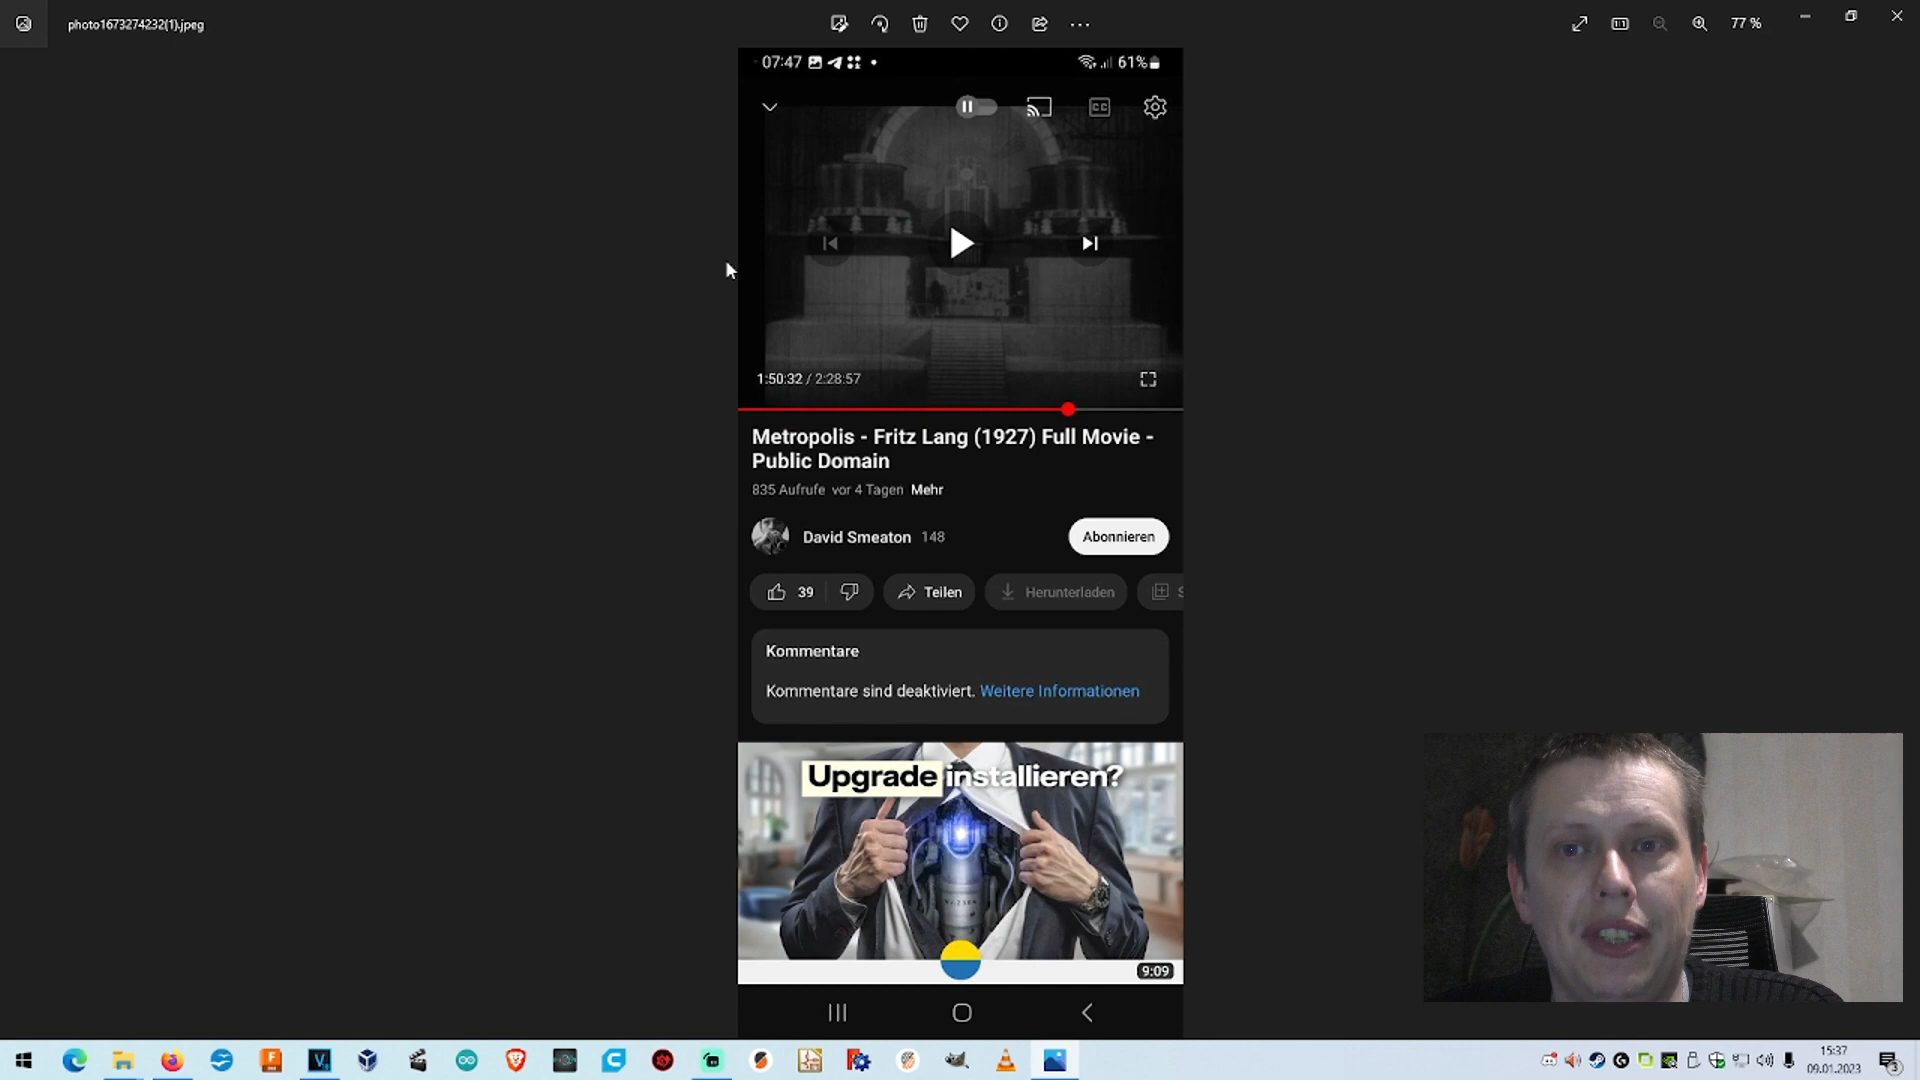 photo1673274232(1).jpeg
77 %
07:47
61%
CC
1:50:32 / 2:28:57
Metropolis - Fritz Lang (1927) Full Movie -
Public Domain
835 Aufrufe vor 4 Tagen Mehr
David Smeaton 148
Abonnieren
39
Teilen
Herunterladen
S
Kommentare
Kommentare sind deaktiviert. Weitere Informationen
Upgrade installieren?
9:09
15:37
09.01.2023
3